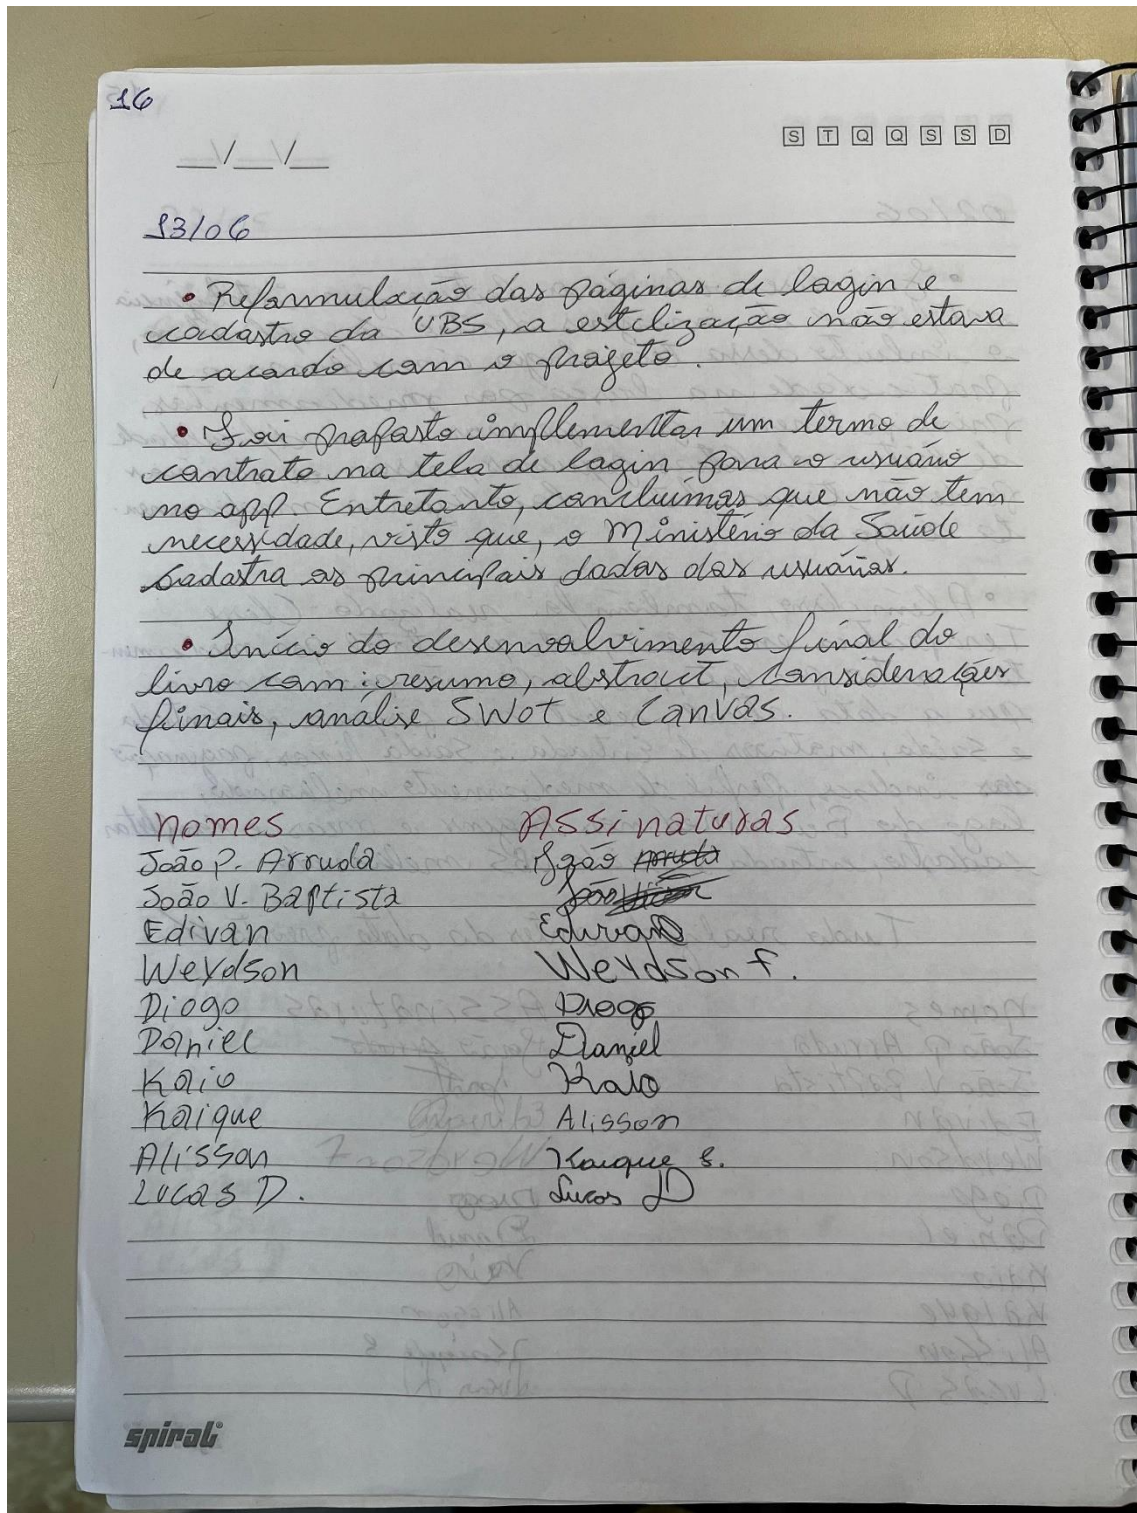 16
__/__/__ S T Q Q S S D
13/06
• Reformulação das páginas de login e
cadastro da UBS, a estilização não estava
de acordo com o projeto.
• Foi proposto implementar um termo de
contrato na tela de login para o usuário
no app. Entretanto, concluímos que não tem
necessidade, visto que, o Ministério da Saúde
cadastra os principais dados dos usuários.
• Início do desenvolvimento final do
livro com: resumo, abstract, considerações
finais, análise SWOT e CANVAS.
Nomes Assinaturas
João P. Arruda João Arruda
João V. Baptista João
Edivan Edivan
Weydson Weydson F.
Diogo Diogo
Daniel Daniel
Kaio Kaio
Kaique Alisson
Alisson Kaique S.
Lucas D. Lucas D
spiral